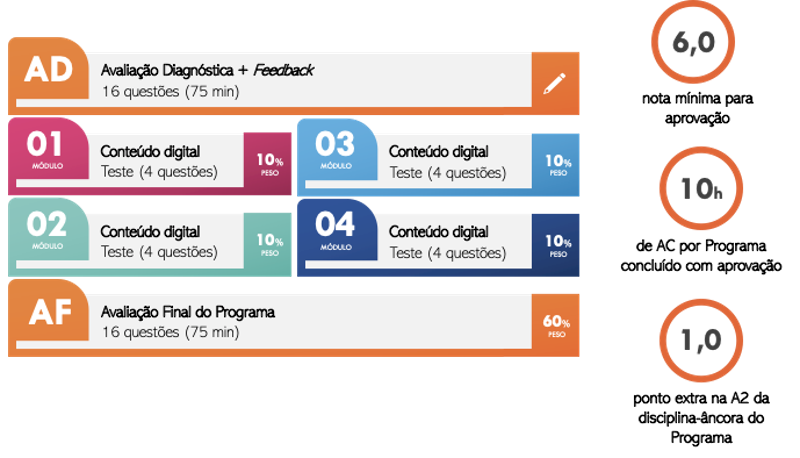 AD
Avaliação Diagnóstica + Feedback
16 questões (75 min)
01
MÓDULO
Conteúdo digital
Teste (4 questões)
10%
PESO
03
MÓDULO
Conteúdo digital
Teste (4 questões)
10%
PESO
02
MÓDULO
Conteúdo digital
Teste (4 questões)
10%
PESO
04
MÓDULO
Conteúdo digital
Teste (4 questões)
10%
PESO
AF
Avaliação Final do Programa
16 questões (75 min)
60%
PESO
6,0
nota mínima para
aprovação
10h
de AC por Programa
concluído com aprovação
1,0
ponto extra na A2 da
disciplina-âncora do
Programa